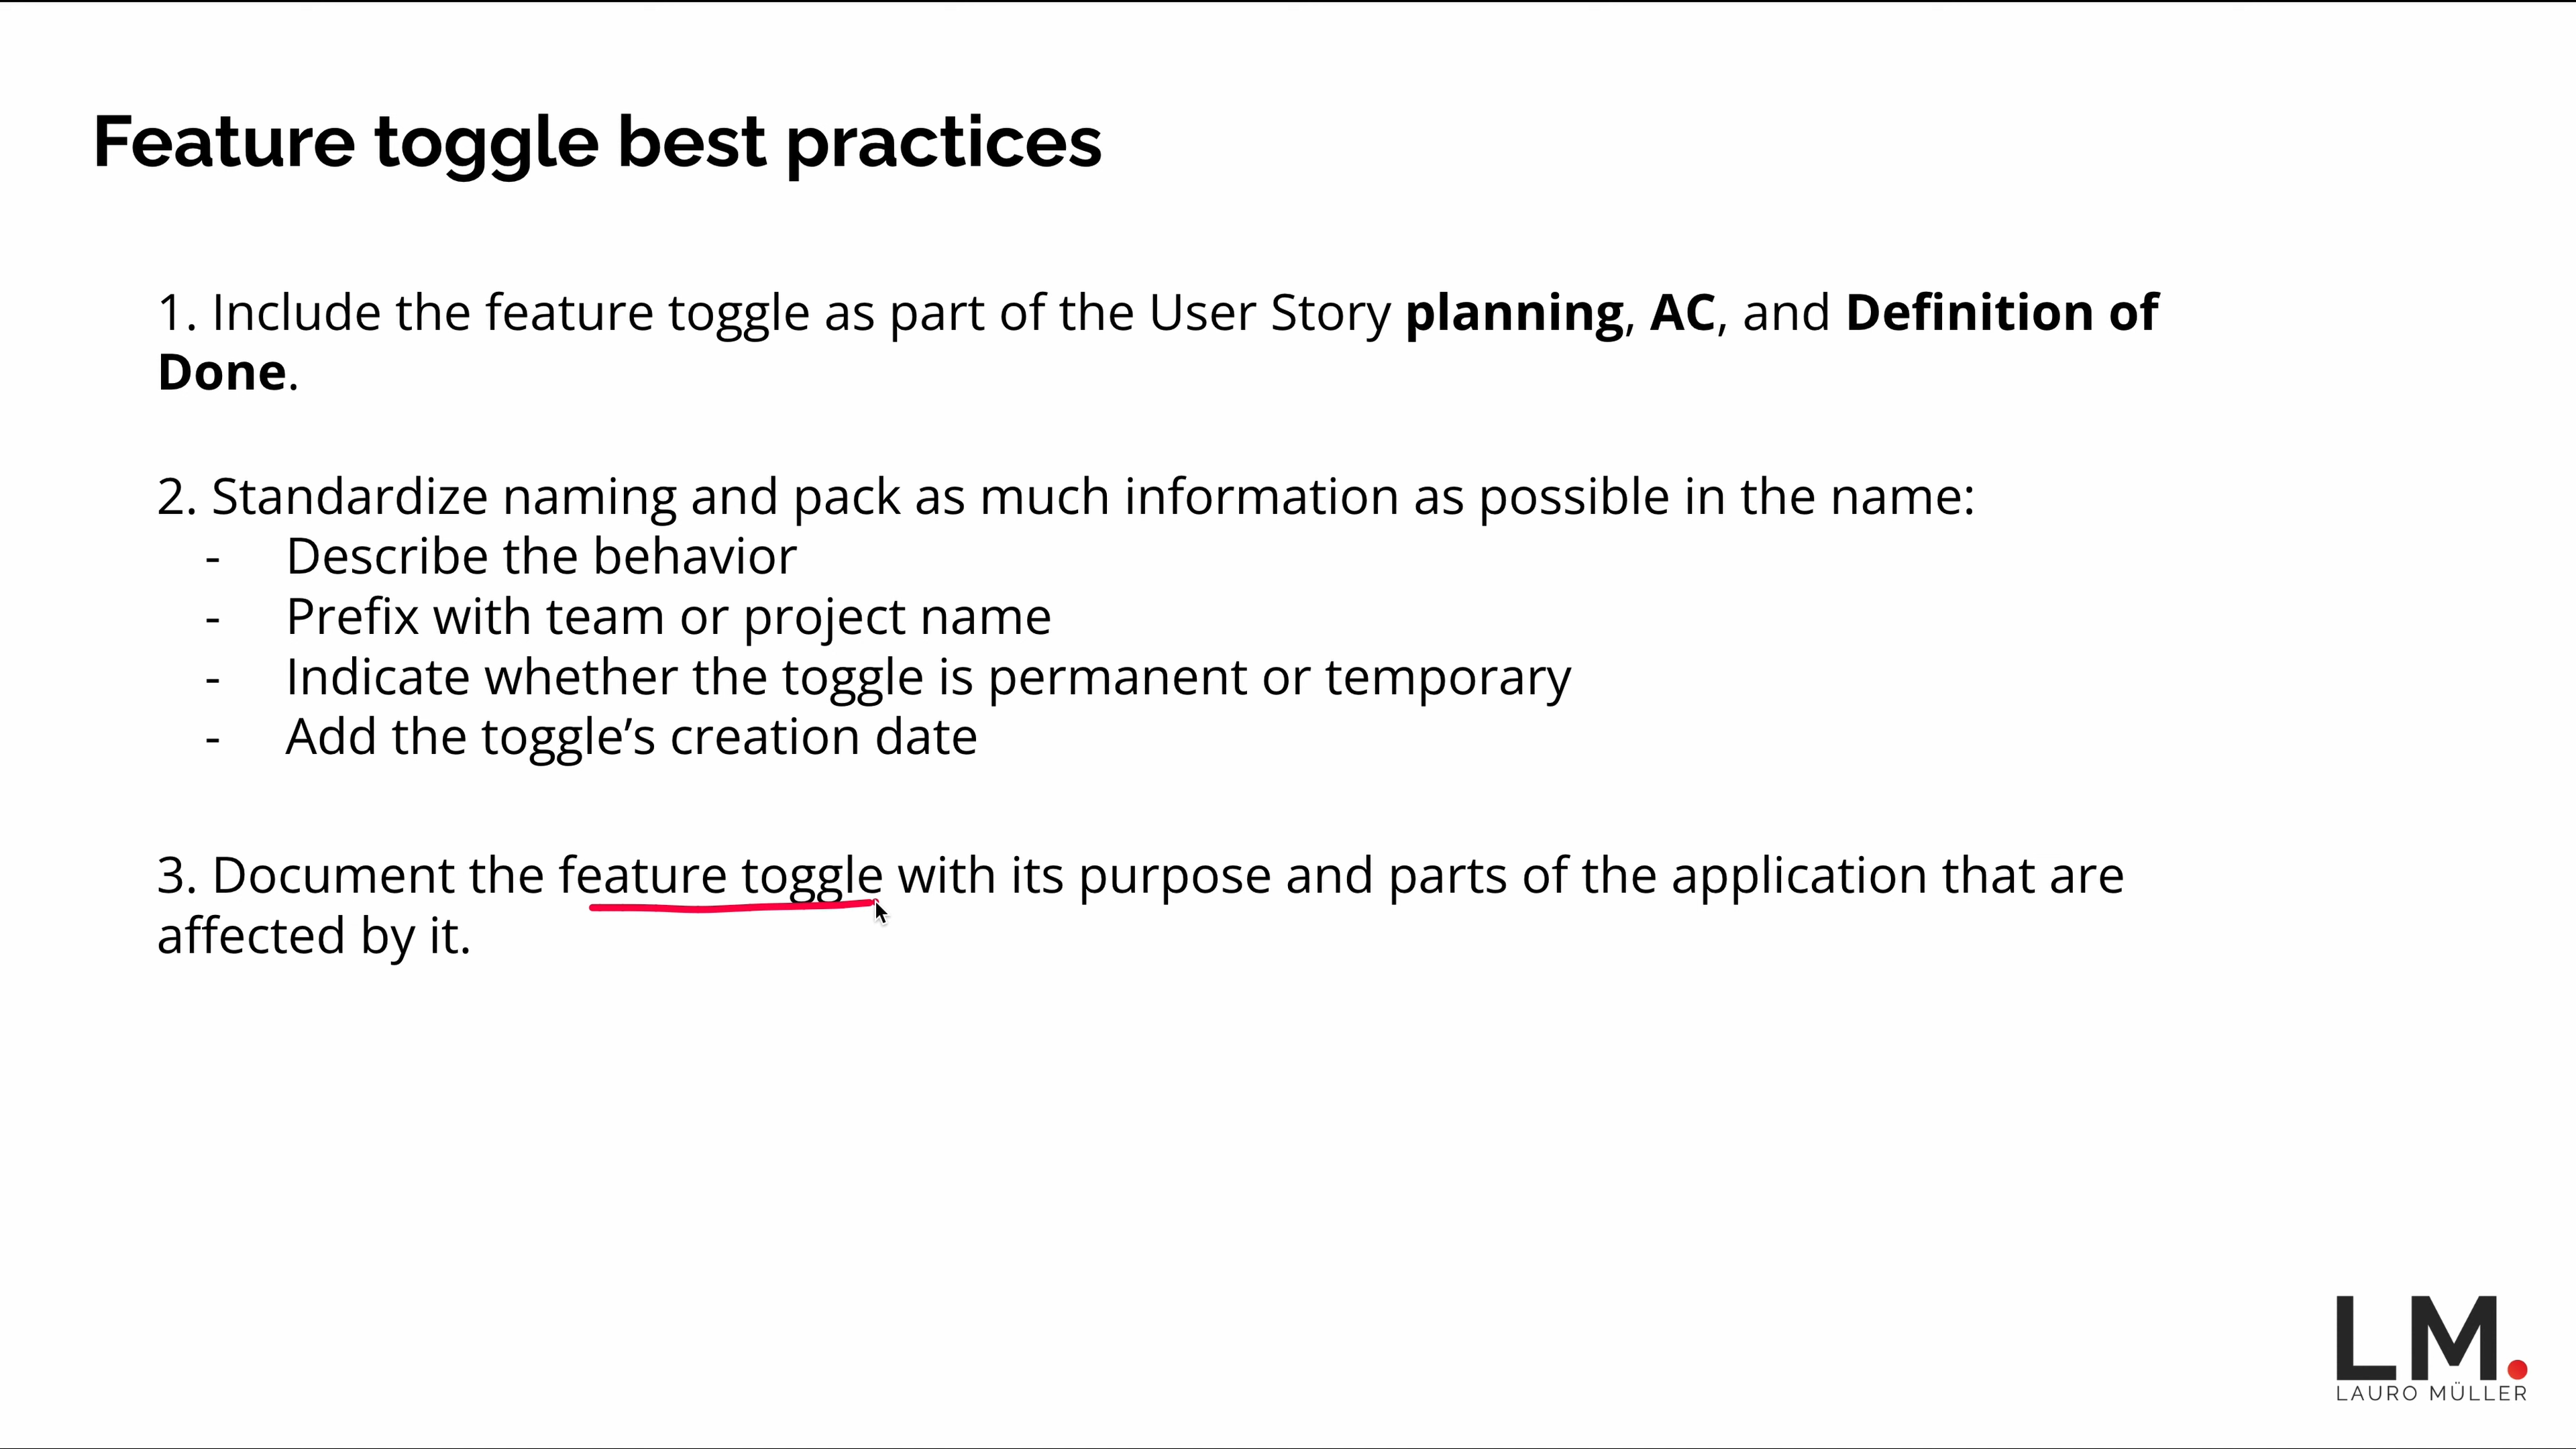 Feature toggle best practices
1. Include the feature toggle as part of the User Story planning, AC, and Definition of
Done.
2. Standardize naming and pack as much information as possible in the name:
- Describe the behavior
- Prefix with team or project name
- Indicate whether the toggle is permanent or temporary
- Add the toggle’s creation date
3. Document the feature toggle with its purpose and parts of the application that are
affected by it.
LM.
LAURO MÜLLER